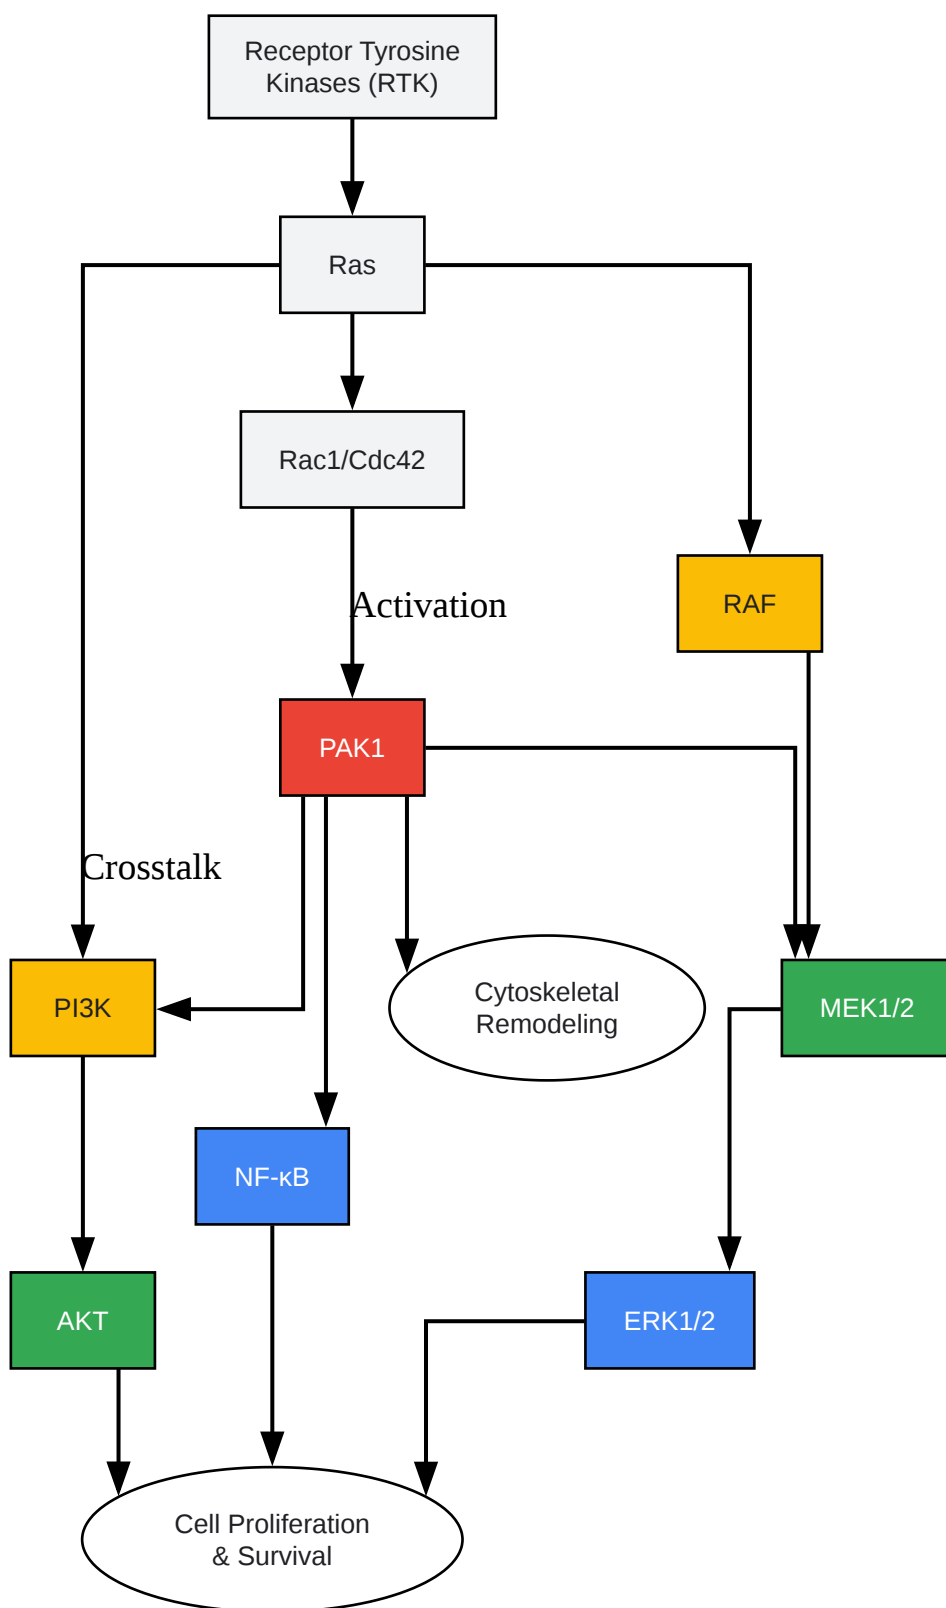 Receptor Tyrosine
Kinases (RTK)
Ras
Rac1/Cdc42
Activation
RAF
PAK1
Crosstalk
PI3K
Cytoskeletal
Remodeling
MEK1/2
NF-κB
AKT
ERK1/2
Cell Proliferation
& Survival